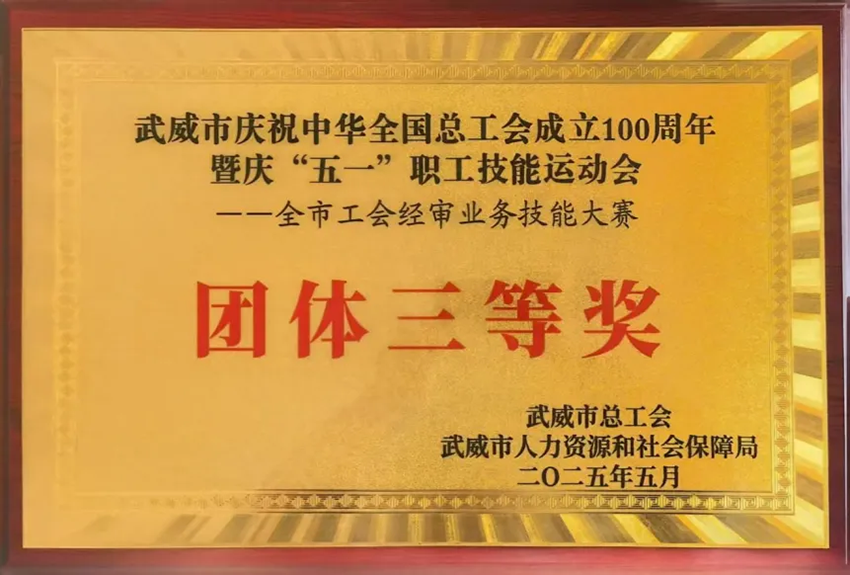 武威市庆祝中华全国总工会成立100周年
暨庆“五一”职工技能运动会
——全市工会经审业务技能大赛
团体三等奖
武威市总工会
武威市人力资源和社会保障局
二〇二五年五月